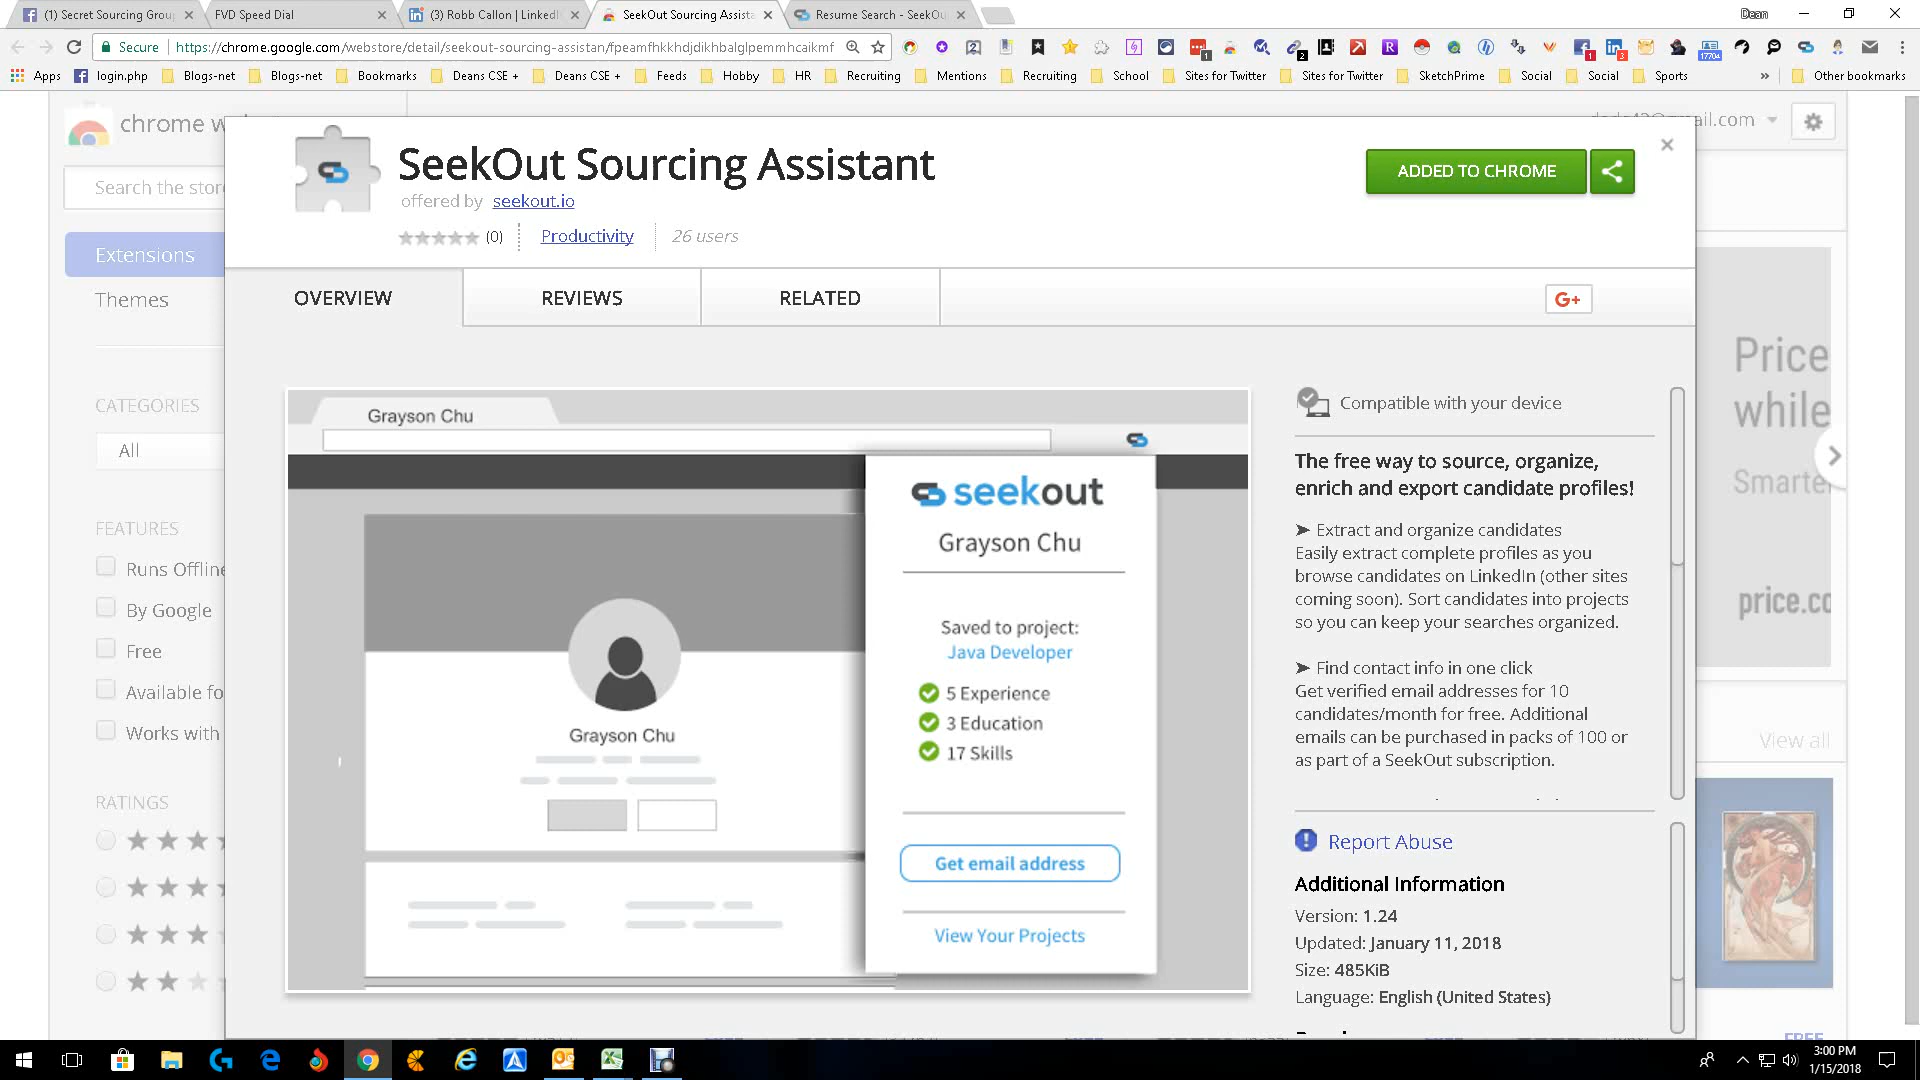 (1) Secret Sourcing Grou
FVD Speed Dial
(3) Robb Callon | LinkedI
SeekOut Sourcing Assista
Resume Search - SeekOu
Dean
Secure
https://chrome.google.com/webstore/detail/seekout-sourcing-assistan/fpeamfhkkhdjdikhbalglpemmhcaikmf
Apps
login.php
Blogs-net
Blogs-net
Bookmarks
Deans CSE +
Deans CSE +
Feeds
Hobby
HR
Recruiting
Mentions
Recruiting
School
Sites for Twitter
Sites for Twitter
SketchPrime
Social
Social
Sports
»
Other bookmarks
chrome w
ail.com
Search the stor
Extensions
Themes
CATEGORIES
All
FEATURES
Runs Offline
By Google
Free
Available fo
Works with
RATINGS
SeekOut Sourcing Assistant
offered by seekout.io
(0)
Productivity
26 users
ADDED TO CHROME
OVERVIEW
REVIEWS
RELATED
G+
Grayson Chu
Grayson Chu
seekout
Grayson Chu
Saved to project:
Java Developer
5 Experience
3 Education
17 Skills
Get email address
View Your Projects
Compatible with your device
The free way to source, organize,
enrich and export candidate profiles!
➤ Extract and organize candidates
Easily extract complete profiles as you
browse candidates on LinkedIn (other sites
coming soon). Sort candidates into projects
so you can keep your searches organized.
➤ Find contact info in one click
Get verified email addresses for 10
candidates/month for free. Additional
emails can be purchased in packs of 100 or
as part of a SeekOut subscription.
Report Abuse
Additional Information
Version: 1.24
Updated: January 11, 2018
Size: 485KiB
Language: English (United States)
Price
while
Smarte
price.co
View all
FREE
3:00 PM
1/15/2018